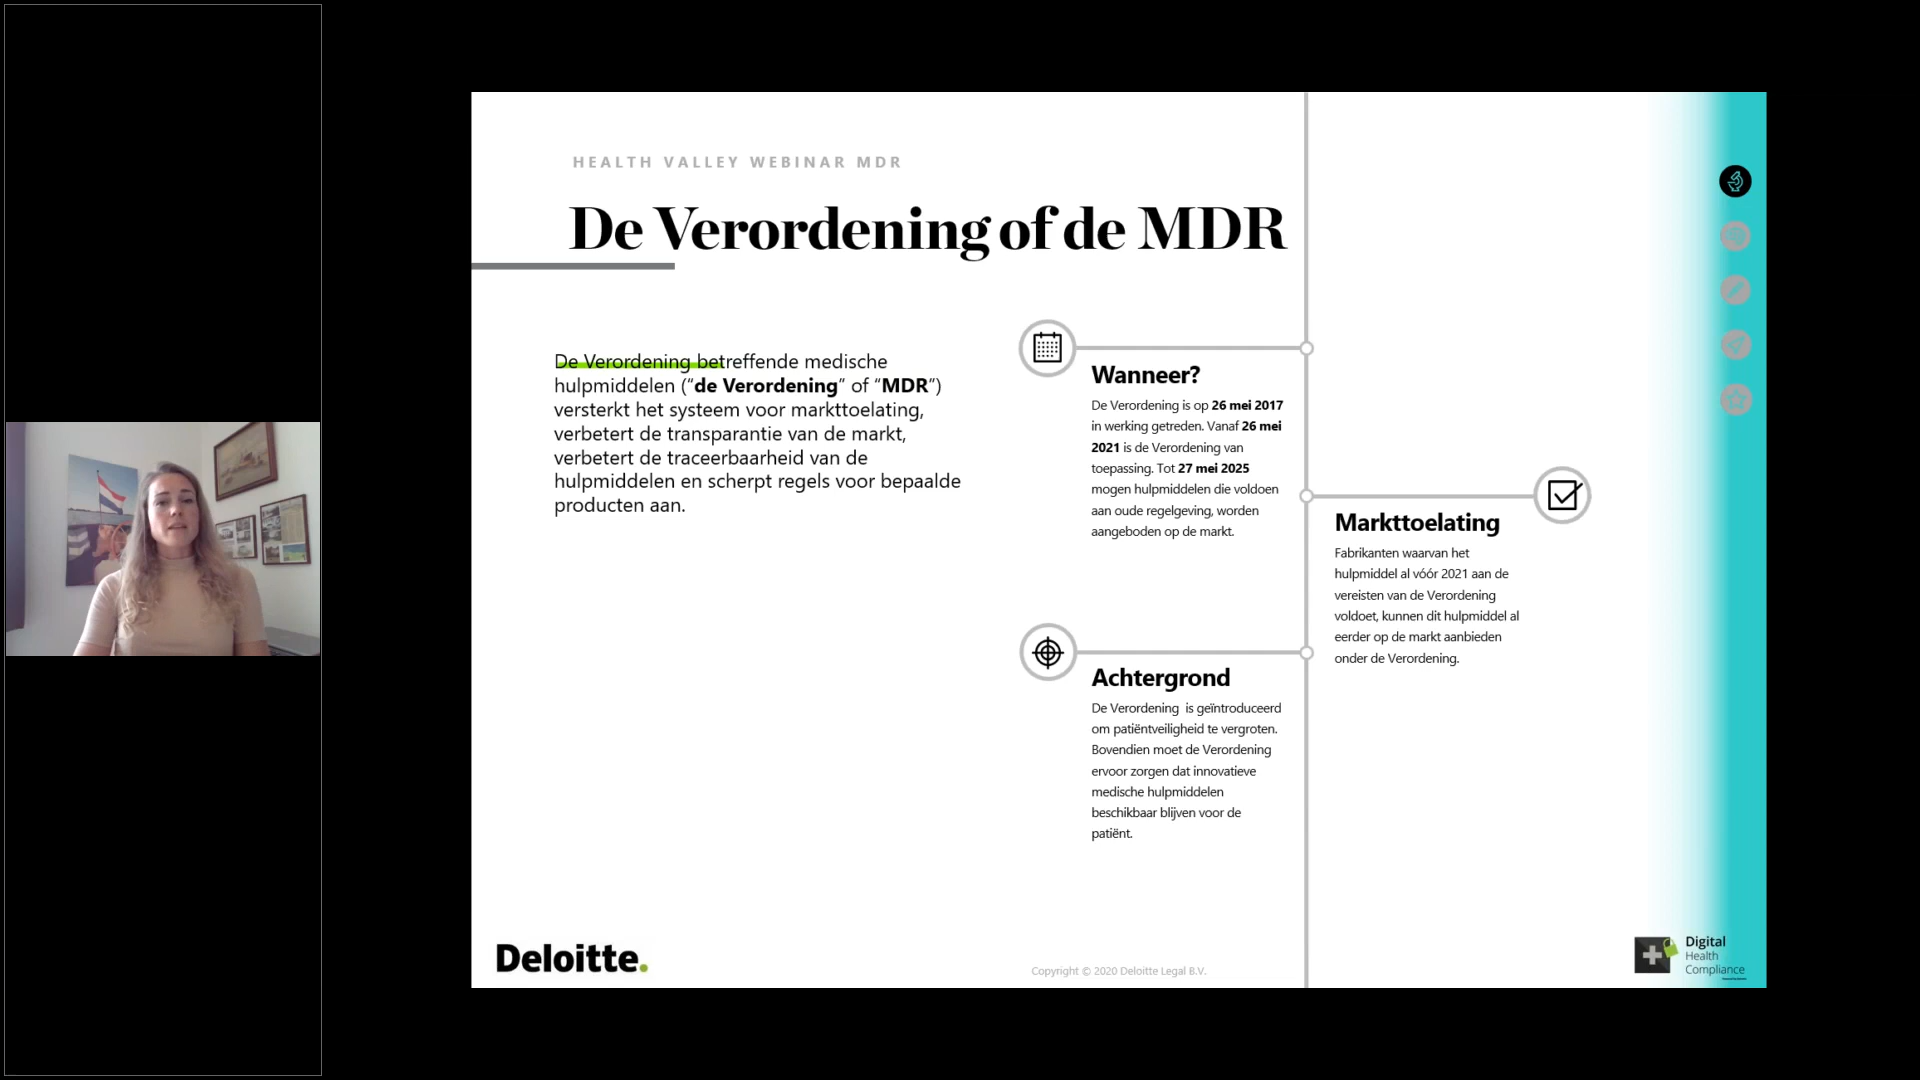 HEALTH VALLEY WEBINAR MDR
De Verordening of de MDR
De Verordening betreffende medische
hulpmiddelen (“de Verordening” of “MDR”)
versterkt het systeem voor markttoelating,
verbetert de transparantie van de markt,
verbetert de traceerbaarheid van de
hulpmiddelen en scherpt regels voor bepaalde
producten aan.
Wanneer?
De Verordening is op 26 mei 2017
in werking getreden. Vanaf 26 mei
2021 is de Verordening van
toepassing. Tot 27 mei 2025
mogen hulpmiddelen die voldoen
aan oude regelgeving, worden
aangeboden op de markt.
Markttoelating
Fabrikanten waarvan het
hulpmiddel al vóór 2021 aan de
vereisten van de Verordening
voldoet, kunnen dit hulpmiddel al
eerder op de markt aanbieden
onder de Verordening.
Achtergrond
De Verordening is geïntroduceerd
om patiëntveiligheid te vergroten.
Bovendien moet de Verordening
ervoor zorgen dat innovatieve
medische hulpmiddelen
beschikbaar blijven voor de
patiënt.
Deloitte.
Copyright © 2020 Deloitte Legal B.V.
Digital
Health
Compliance